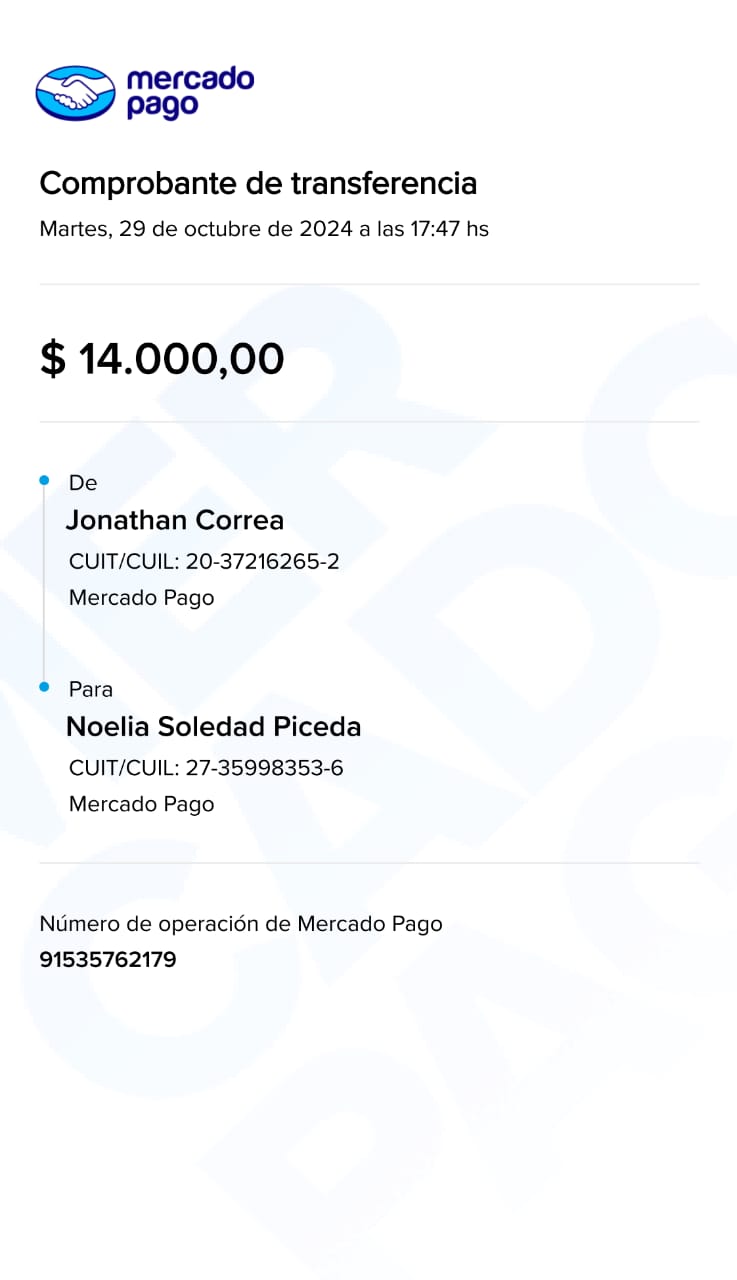 mercado
pago
Comprobante de transferencia
Martes, 29 de octubre de 2024 a las 17:47 hs
$ 14.000,00
De
Jonathan Correa
CUIT/CUIL: 20-37216265-2
Mercado Pago
Para
Noelia Soledad Piceda
CUIT/CUIL: 27-35998353-6
Mercado Pago
Número de operación de Mercado Pago
91535762179